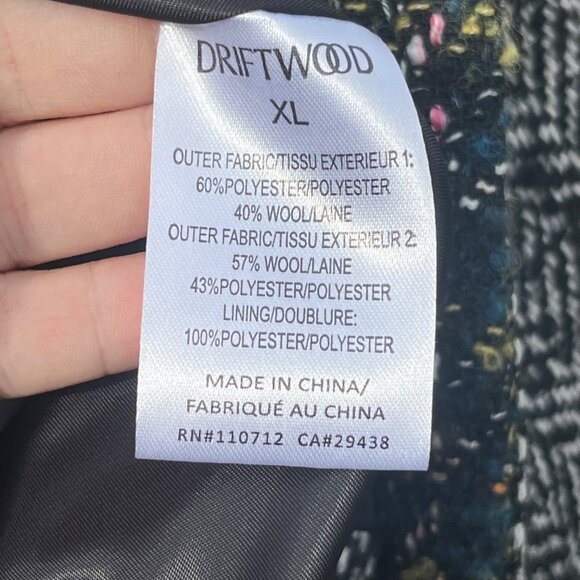 DRIFTWOOD
XL
OUTER FABRIC/TISSU EXTERIEUR 1:
60%POLYESTER/POLYESTER
40% WOOL/LAINE
OUTER FABRIC/TISSU EXTERIEUR 2:
57% WOOL/LAINE
43%POLYESTER/POLYESTER
LINING/DOUBLURE:
100%POLYESTER/POLYESTER
MADE IN CHINA/
FABRIQUÉ AU CHINA
RN#110712 CA#29438